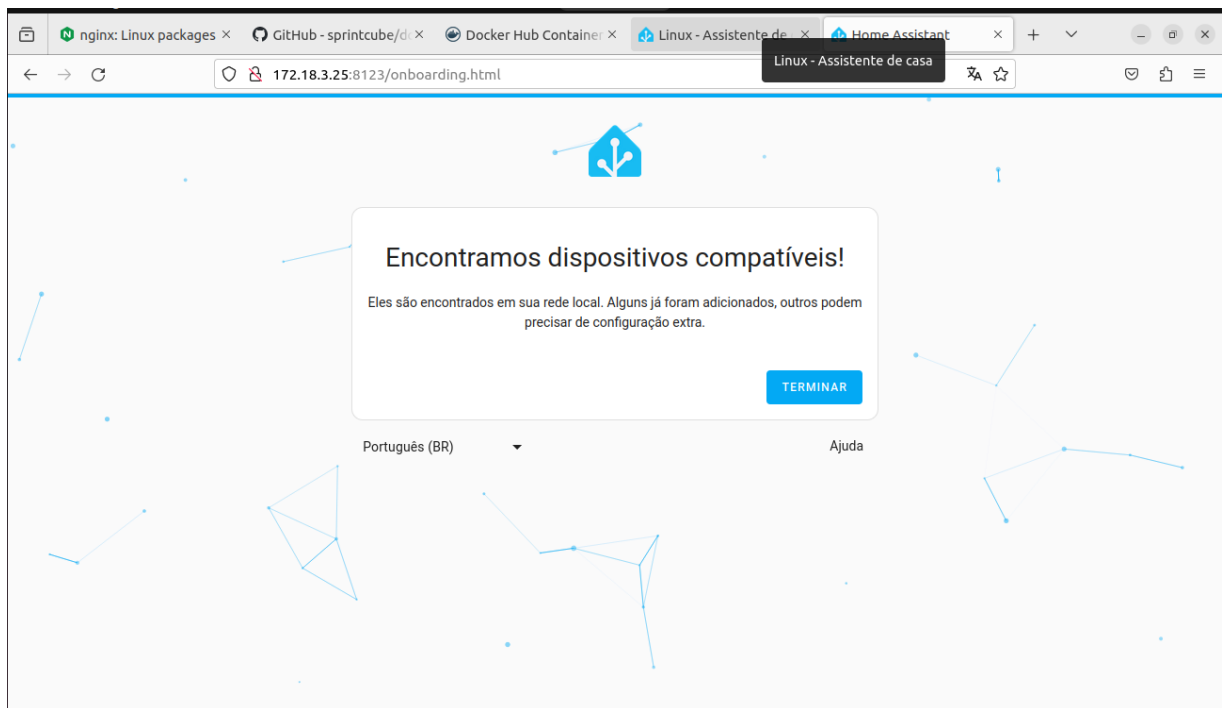 nginx: Linux packages
GitHub - sprintcube/dc
Docker Hub Container
Linux - Assistente de
Home Assistant
172.18.3.25:8123/onboarding.html
Linux - Assistente de casa
Encontramos dispositivos compatíveis!
Eles são encontrados em sua rede local. Alguns já foram adicionados, outros podem
precisar de configuração extra.
TERMINAR
Português (BR)
Ajuda